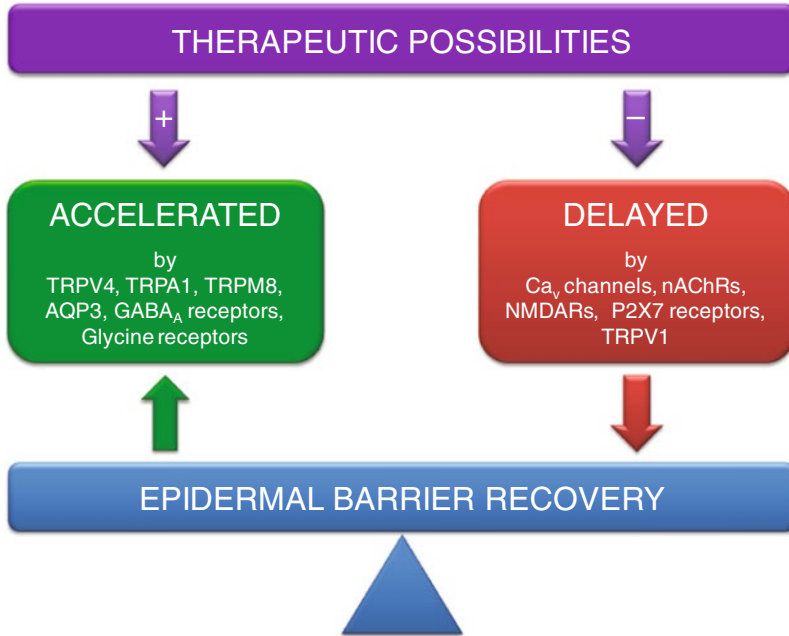 THERAPEUTIC POSSIBILITIES
+
−
ACCELERATED
by
TRPV4, TRPA1, TRPM8,
AQP3, GABAA receptors,
Glycine receptors
DELAYED
by
Cav channels, nAChRs,
NMDARs, P2X7 receptors,
TRPV1
EPIDERMAL BARRIER RECOVERY